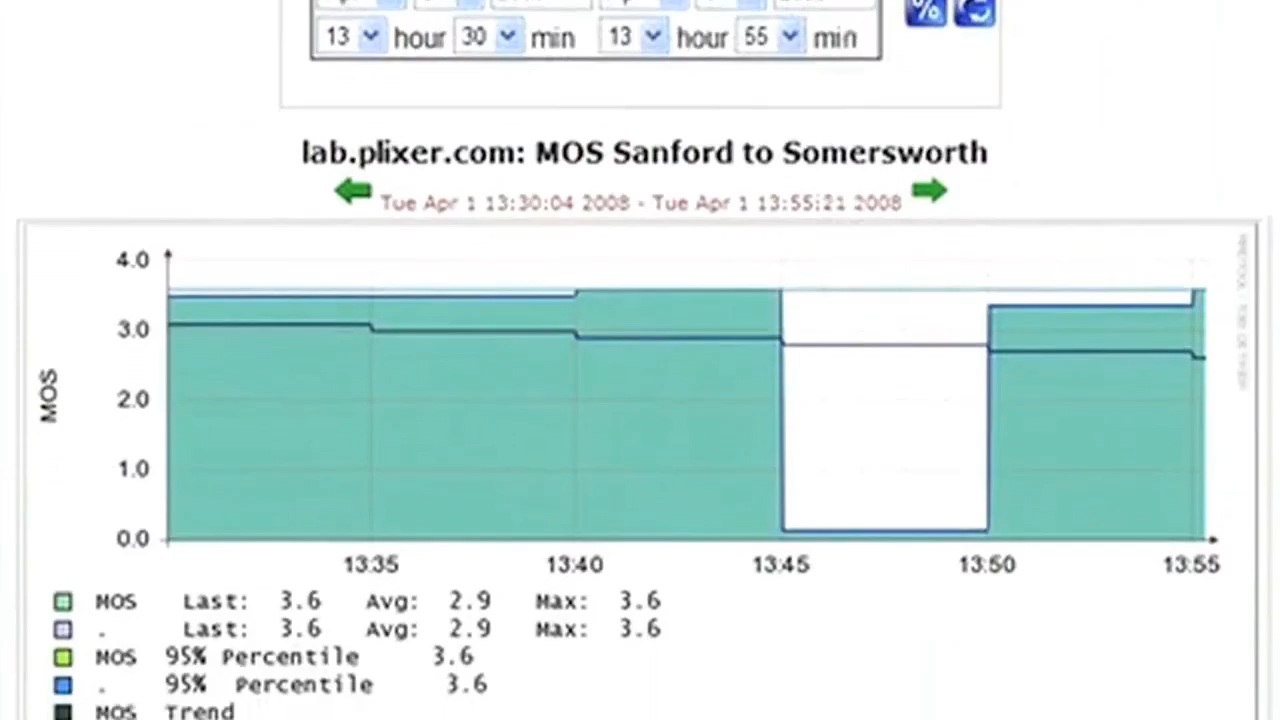 13 hour 30 min 13 hour 55 min
%
lab.plixer.com: MOS Sanford to Somersworth
Tue Apr 1 13:30:04 2008 - Tue Apr 1 13:55:21 2008
4.0
3.0
2.0
1.0
0.0
MOS
13:35 13:40 13:45 13:50 13:55
MOS Last: 3.6 Avg: 2.9 Max: 3.6
. Last: 3.6 Avg: 2.9 Max: 3.6
MOS 95% Percentile 3.6
. 95% Percentile 3.6
MOS Trend